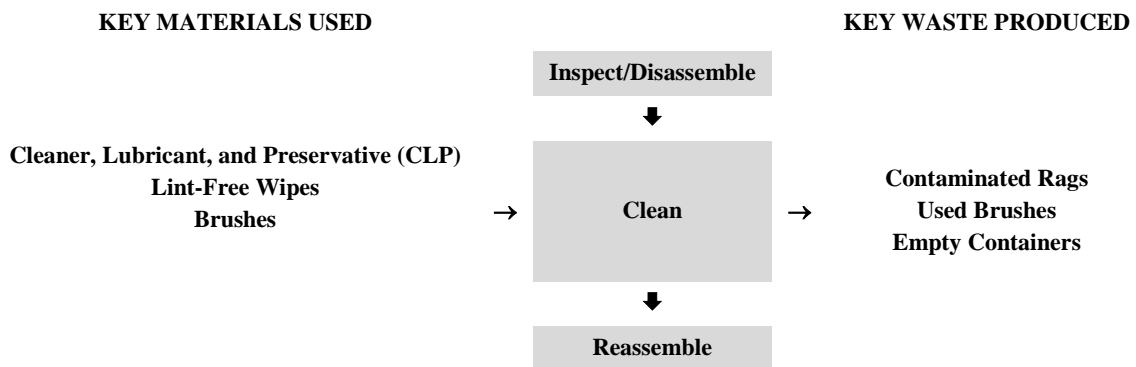 KEY MATERIALS USED
KEY WASTE PRODUCED
Inspect/Disassemble
Cleaner, Lubricant, and Preservative (CLP)
Lint-Free Wipes
Brushes
Clean
Contaminated Rags
Used Brushes
Empty Containers
Reassemble